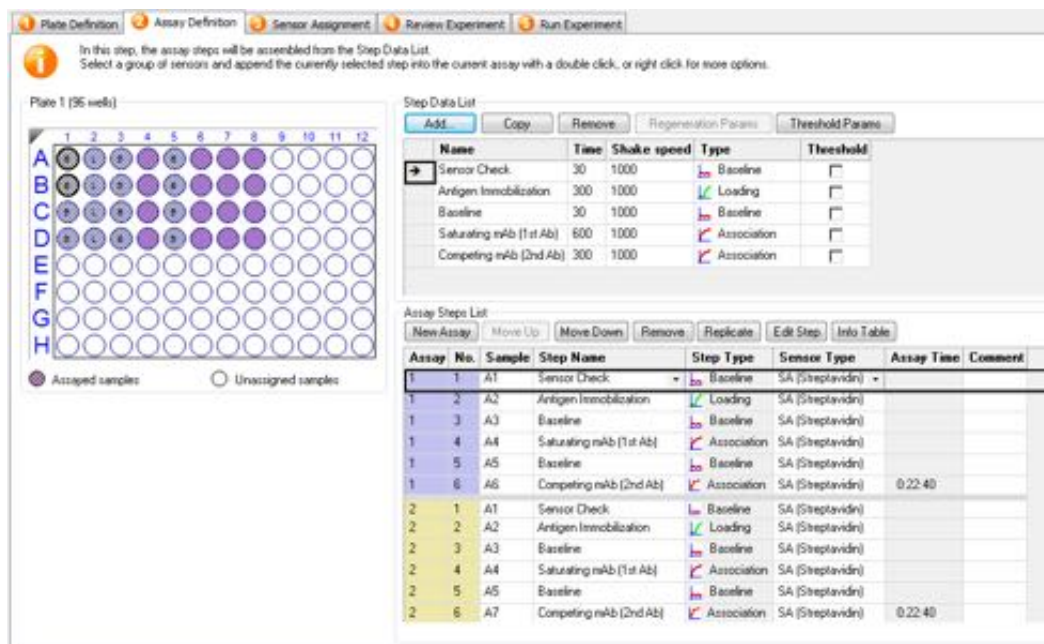 Plate Definition Assay Definition Sensor Assignment Review Experiment Run Experiment
In this step, the assay steps will be assembled from the Step Data List.
Select a group of sensors and append the currently selected step into the current assay with a double click, or right click for more options.
Plate 1 (96 wells)
1 2 3 4 5 6 7 8 9 10 11 12
A
B
C
D
E
F
G
H
Assayed samples Unassigned samples
Step Data List
Add... Copy Remove Regeneration Params Threshold Params
Name Time Shake speed Type Threshold
Sensor Check 30 1000 Baseline
Antigen Immobilization 300 1000 Loading
Baseline 30 1000 Baseline
Saturating mAb (1st Ab) 600 1000 Association
Competing mAb (2nd Ab) 300 1000 Association
Assay Steps List
New Assay Move Up Move Down Remove Replicate Edit Step Info Table
Assay No. Sample Step Name Step Type Sensor Type Assay Time Comment
1 1 A1 Sensor Check Baseline SA (Streptavidin)
1 2 A2 Antigen Immobilization Loading SA (Streptavidin)
1 3 A3 Baseline Baseline SA (Streptavidin)
1 4 A4 Saturating mAb (1st Ab) Association SA (Streptavidin)
1 5 A5 Baseline Baseline SA (Streptavidin)
1 6 A6 Competing mAb (2nd Ab) Association SA (Streptavidin) 0:22:40
2 1 A1 Sensor Check Baseline SA (Streptavidin)
2 2 A2 Antigen Immobilization Loading SA (Streptavidin)
2 3 A3 Baseline Baseline SA (Streptavidin)
2 4 A4 Saturating mAb (1st Ab) Association SA (Streptavidin)
2 5 A5 Baseline Baseline SA (Streptavidin)
2 6 A7 Competing mAb (2nd Ab) Association SA (Streptavidin) 0:22:40